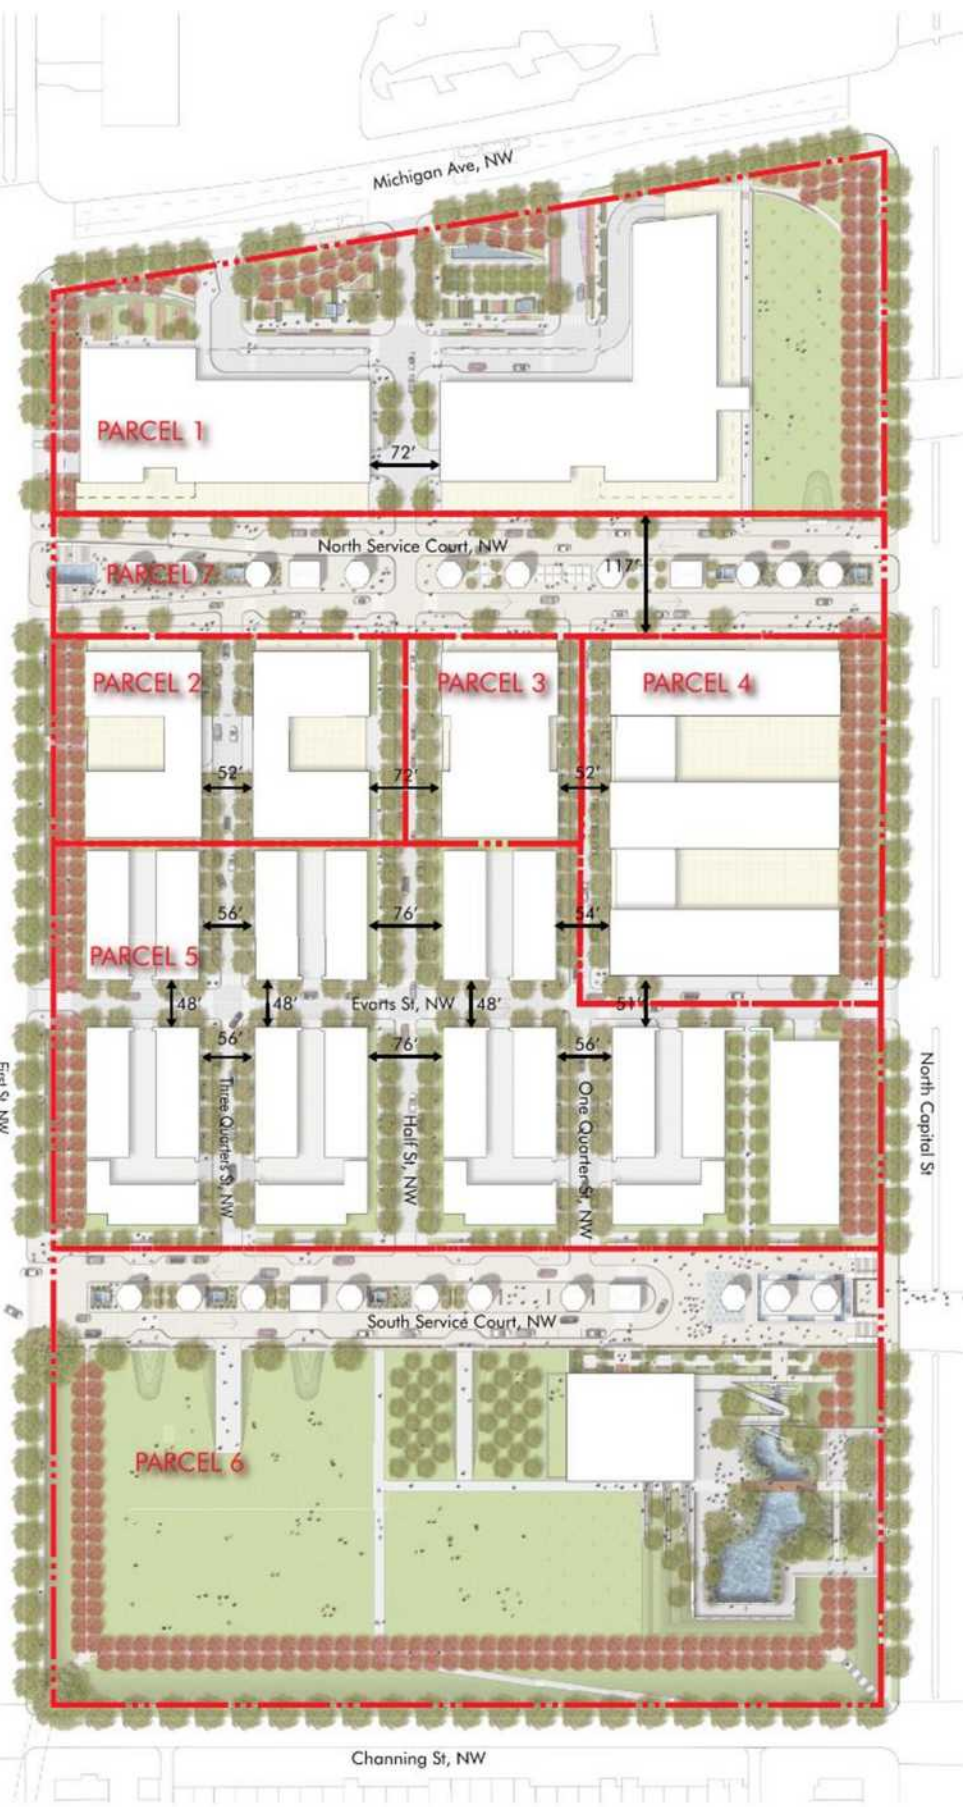 Michigan Ave, NW
PARCEL 1
72'
North Service Court, NW
PARCEL 7
117'
PARCEL 2
PARCEL 3
PARCEL 4
52'
72'
52'
56'
76'
54'
PARCEL 5
48'
48'
Evarts St, NW
48'
51'
56'
76'
56'
First St, NW
Three Quarters St, NW
Half St, NW
One Quarter St, NW
North Capital St
South Service Court, NW
PARCEL 6
Channing St, NW